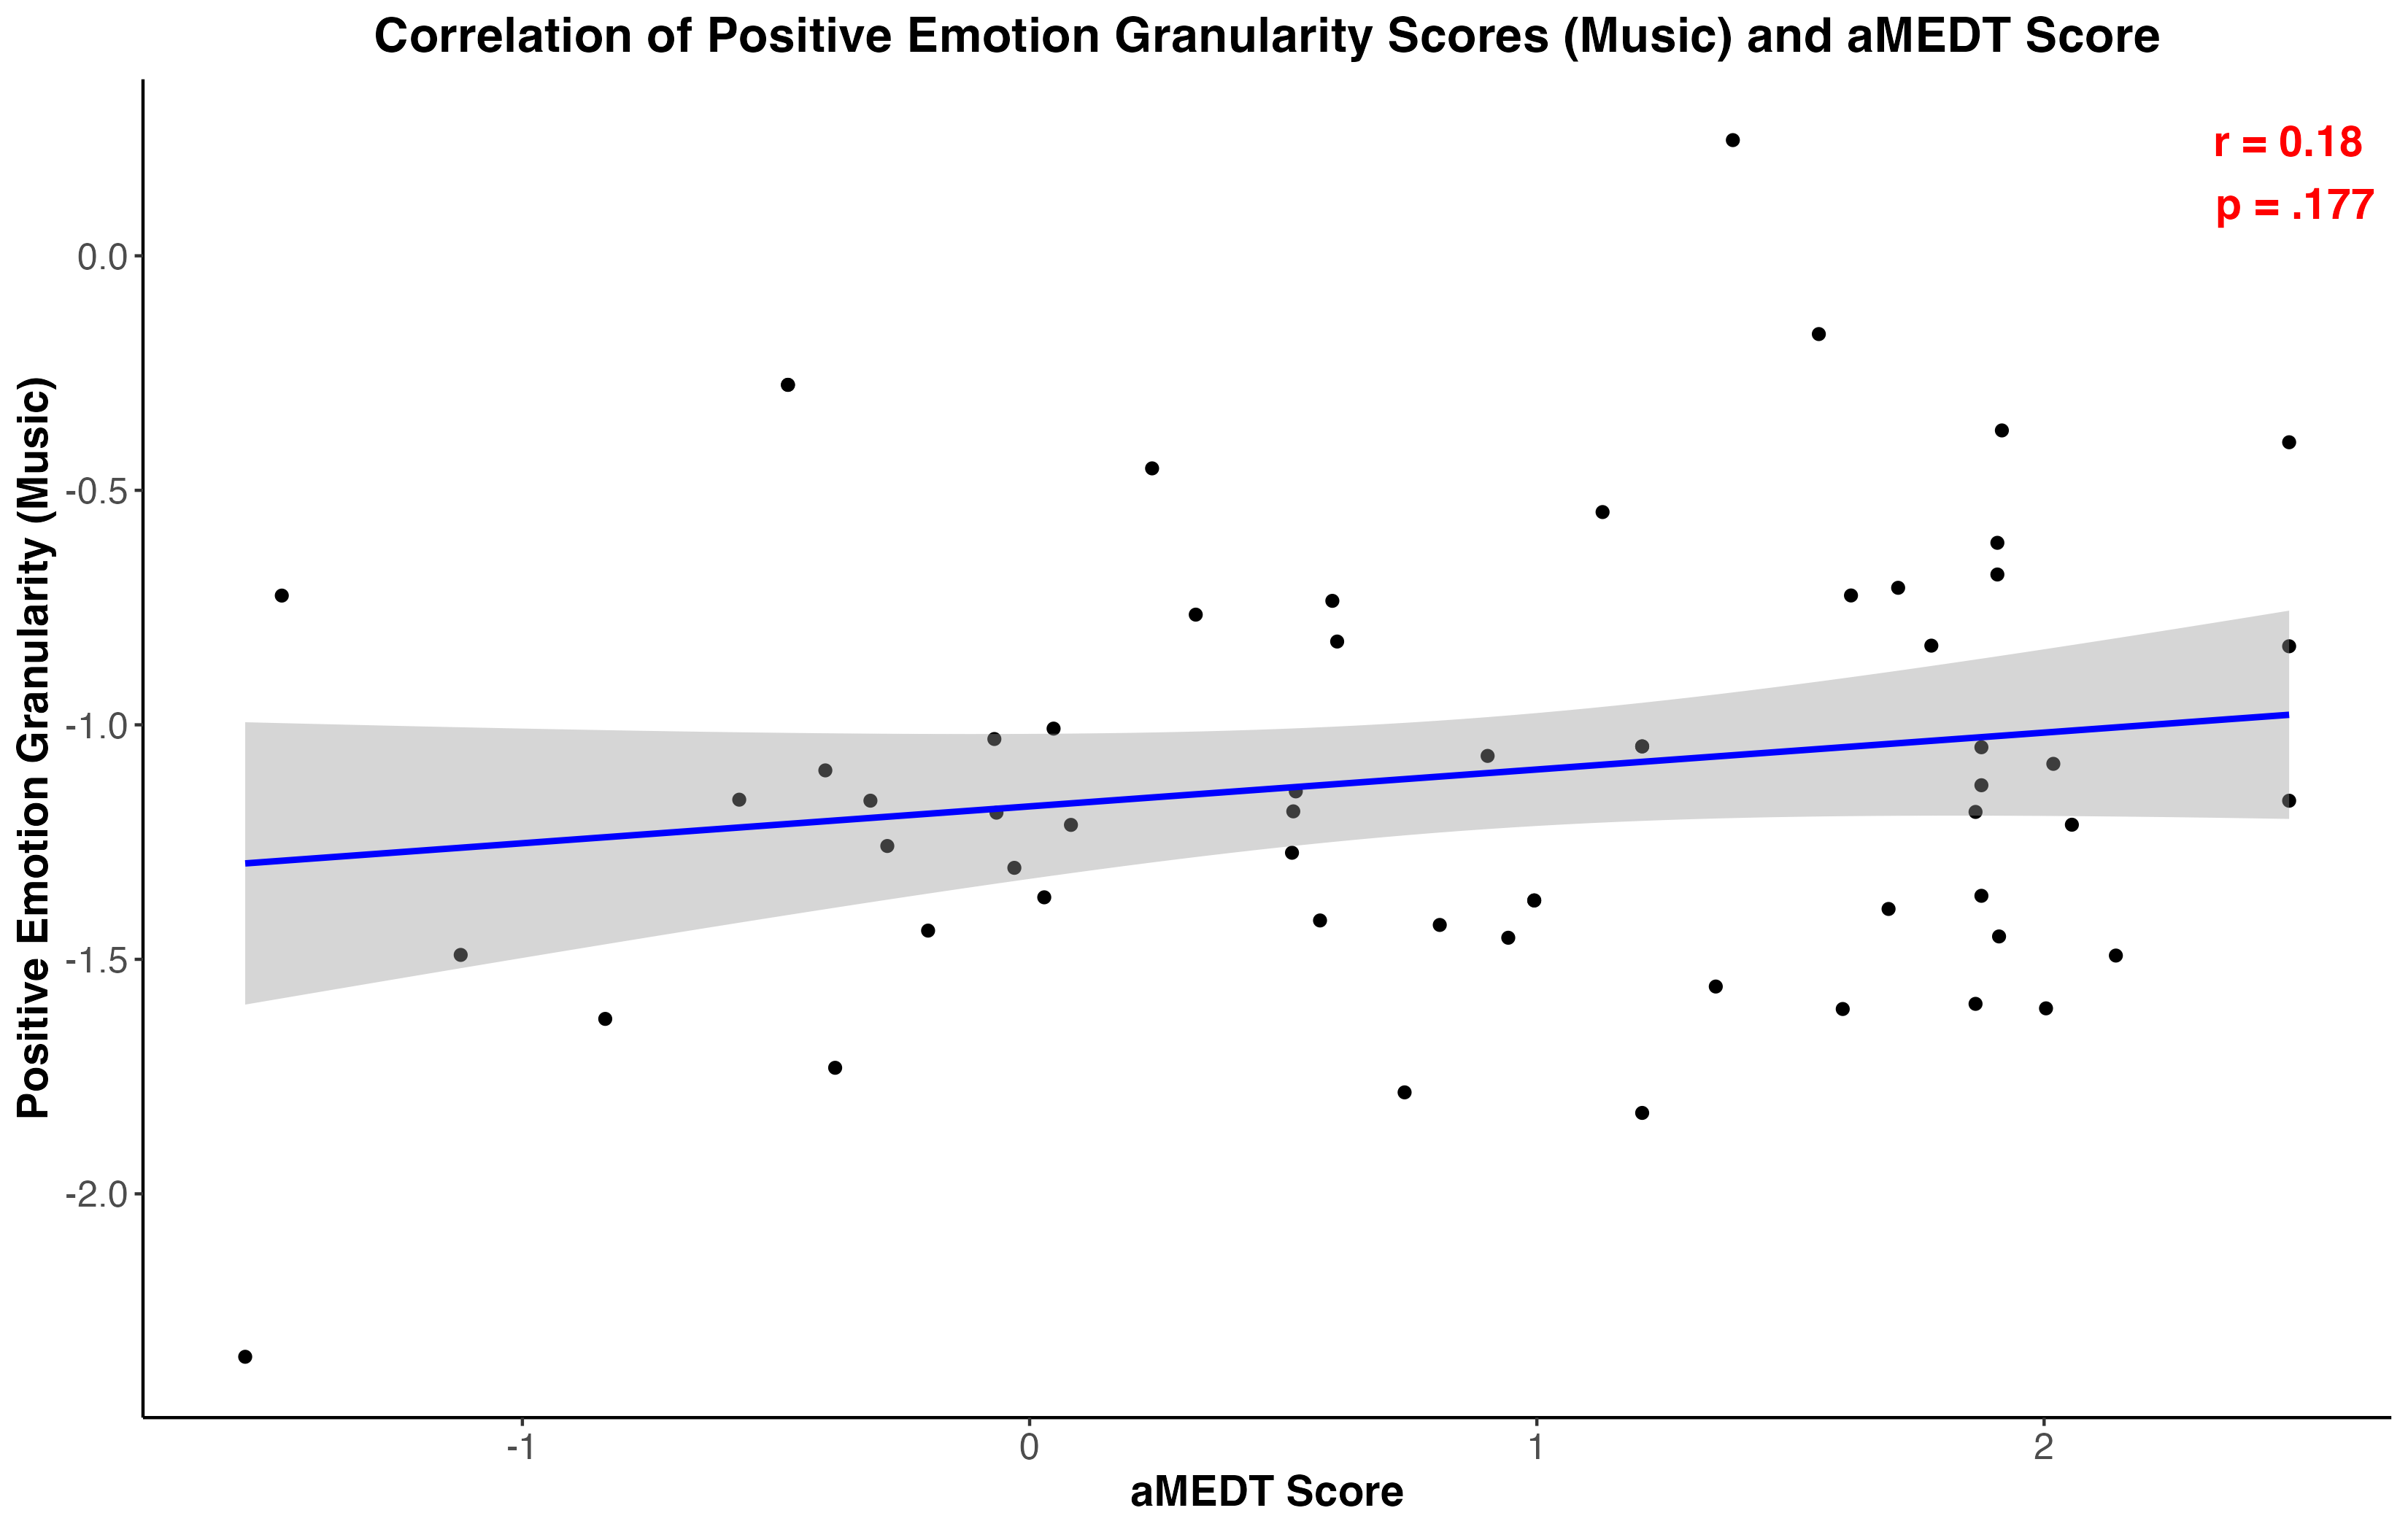 Correlation of Positive Emotion Granularity Scores (Music) and aMEDT Score
r = 0.18
p = .177
Positive Emotion Granularity (Music)
0.0
-0.5
-1.0
-1.5
-2.0
-1
0
1
2
aMEDT Score